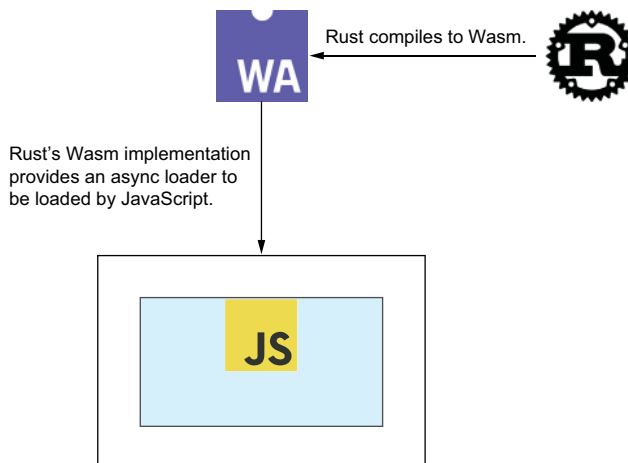 Rust compiles to Wasm.
WA
R
Rust’s Wasm implementation
provides an async loader to
be loaded by JavaScript.
JS